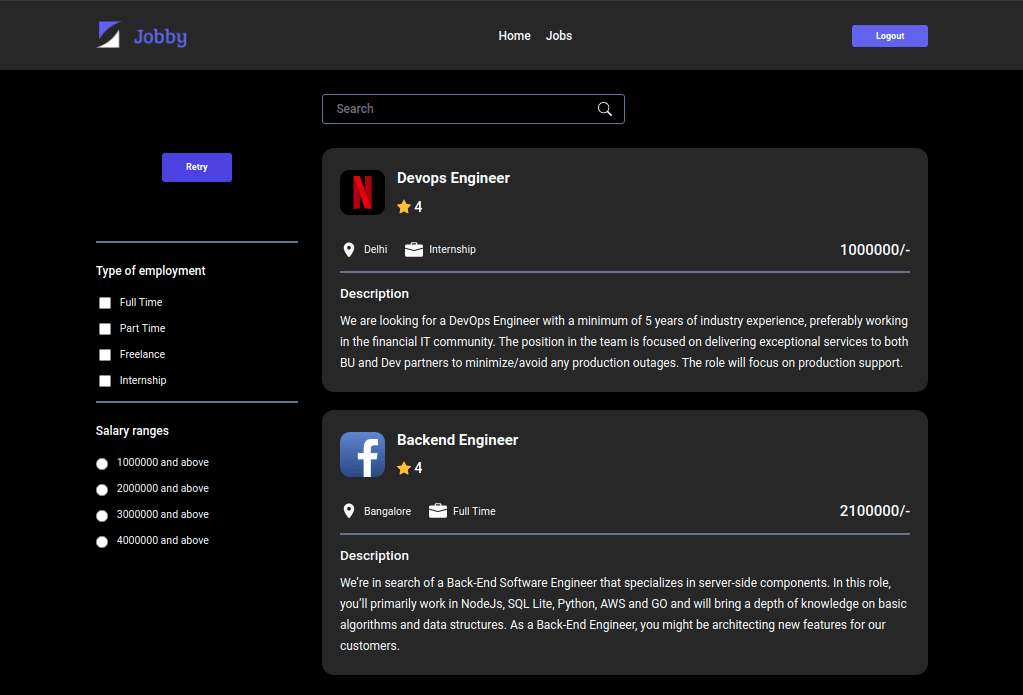 Jobby
Home Jobs
Logout
Search
Retry
Type of employment
Full Time
Part Time
Freelance
Internship
Salary ranges
1000000 and above
2000000 and above
3000000 and above
4000000 and above
N
Devops Engineer
4
Delhi Internship 1000000/-
Description
We are looking for a DevOps Engineer with a minimum of 5 years of industry experience, preferably working
in the financial IT community. The position in the team is focused on delivering exceptional services to both
BU and Dev partners to minimize/avoid any production outages. The role will focus on production support.
f
Backend Engineer
4
Bangalore Full Time 2100000/-
Description
We’re in search of a Back-End Software Engineer that specializes in server-side components. In this role,
you’ll primarily work in NodeJs, SQL Lite, Python, AWS and GO and will bring a depth of knowledge on basic
algorithms and data structures. As a Back-End Engineer, you might be architecting new features for our
customers.